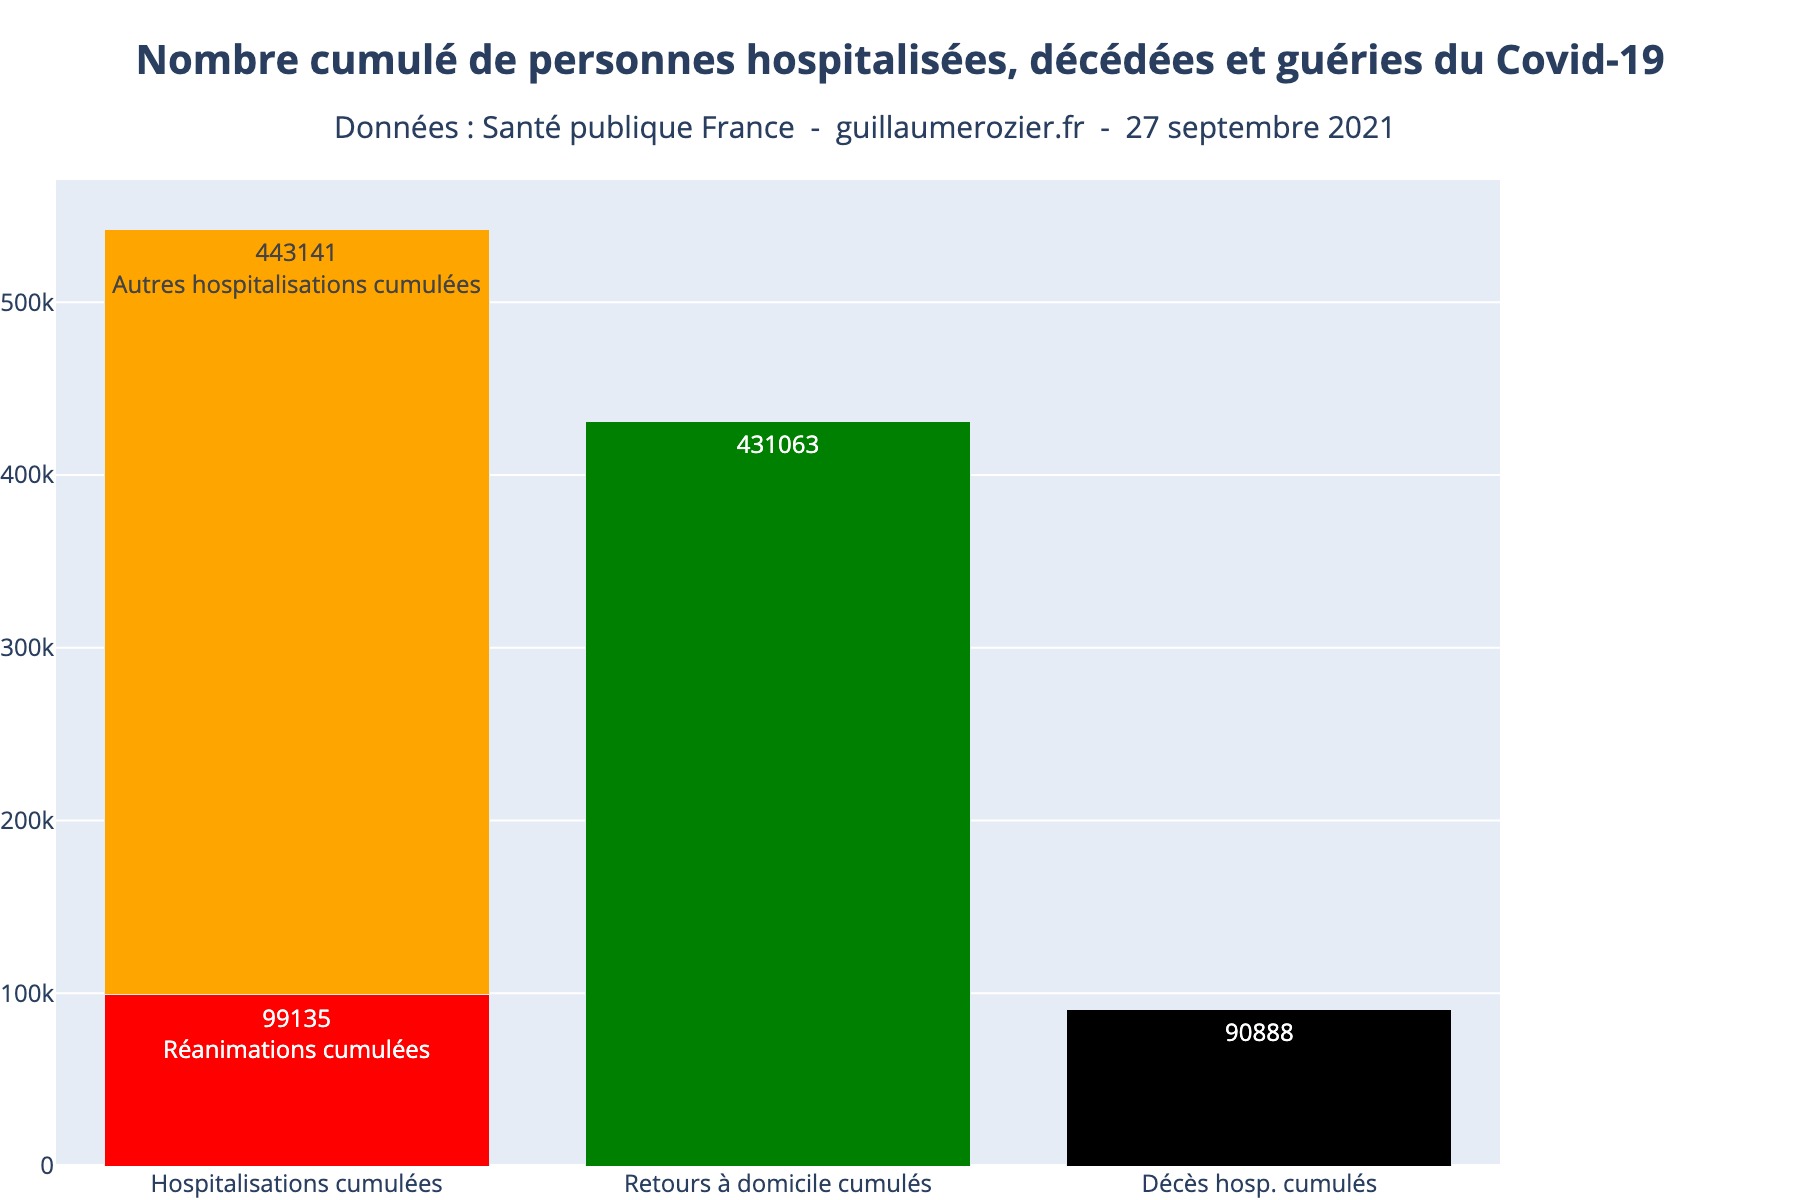 Nombre cumulé de personnes hospitalisées, décédées et guéries du Covid-19
Données : Santé publique France - guillaumerozier.fr - 27 septembre 2021
443141
Autres hospitalisations cumulées
500k
431063
400k
300k
200k
100k
99135
Réanimations cumulées
90888
0
Hospitalisations cumulées
Retours à domicile cumulés
Décès hosp. cumulés